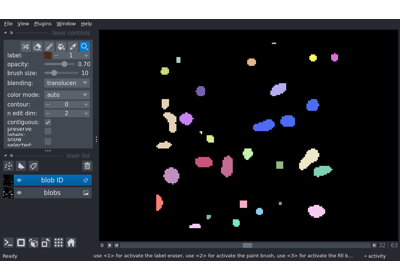 File View Plugins Window Help
layer controls
label: 1
opacity: 0.70
brush size: 10
blending: translucen
color mode: auto
contour: 0
n edit dim: 2
contiguous:
preserve labels:
show selected:
layer list
blob ID
blobs
32 63
Ready
use <1> for activate the label eraser, use <2> for activate the paint brush, use <3> for activate the fill b...
activity